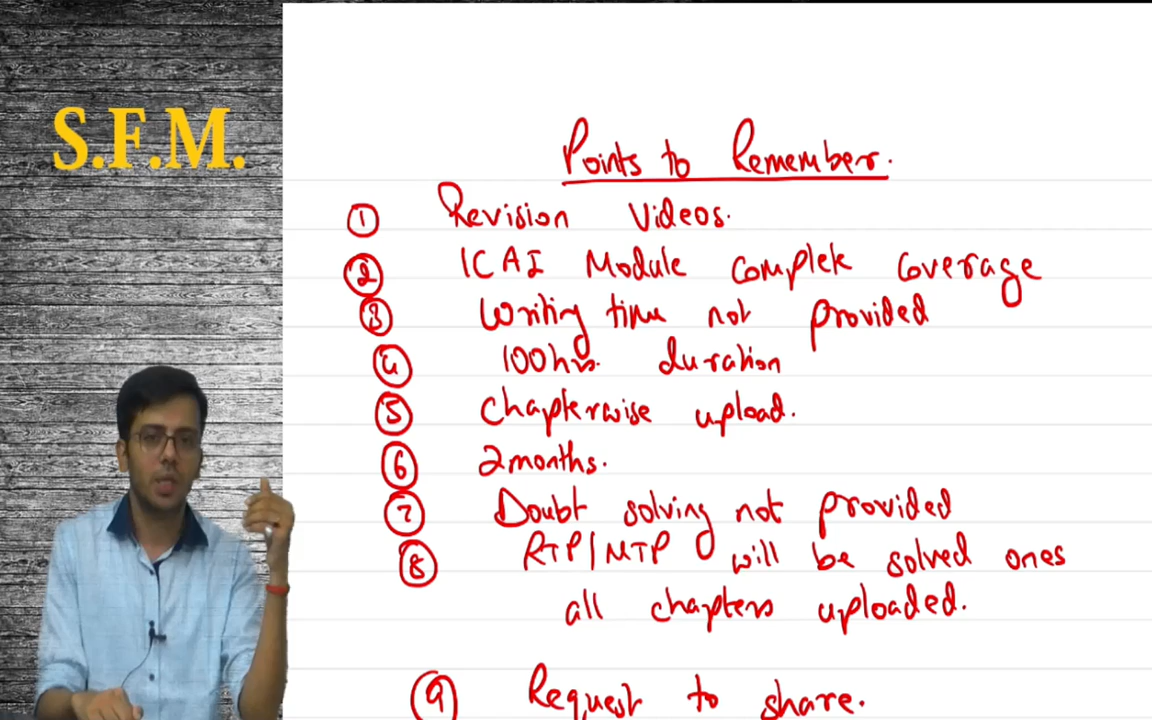 S.F.M.
Points to Remember.
① Revision Videos.
② ICAI Module Complete Coverage
③ Writing time not provided
④ 100hrs. duration
⑤ Chapterwise upload.
⑥ 2months.
⑦ Doubt solving not provided
⑧ RTP/MTP will be solved ones
all chapters uploaded.
⑨ Request to share.